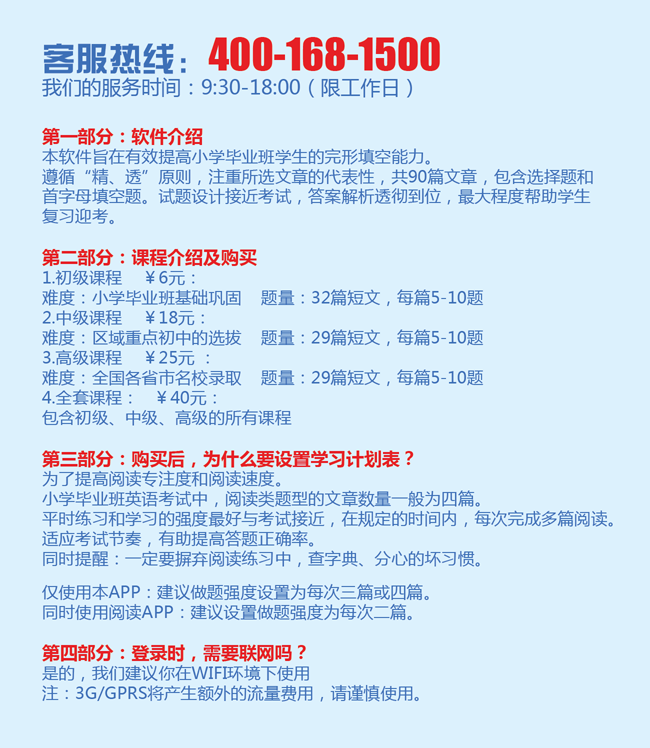 客服热线：400-168-1500
我们的服务时间：9:30-18:00（限工作日）
第一部分：软件介绍
本软件旨在有效提高小学毕业班学生的完形填空能力。
遵循“精、透”原则，注重所选文章的代表性，共90篇文章，包含选择题和
首字母填空题。试题设计接近考试，答案解析透彻到位，最大程度帮助学生
复习迎考。
第二部分：课程介绍及购买
1.初级课程 ￥6元：
难度：小学毕业班基础巩固 题量：32篇短文，每篇5-10题
2.中级课程 ￥18元：
难度：区域重点初中的选拔 题量：29篇短文，每篇5-10题
3.高级课程 ￥25元 ：
难度：全国各省市名校录取 题量：29篇短文，每篇5-10题
4.全套课程： ￥40元：
包含初级、中级、高级的所有课程
第三部分：购买后，为什么要设置学习计划表？
为了提高阅读专注度和阅读速度。
小学毕业班英语考试中，阅读类题型的文章数量一般为四篇。
平时练习和学习的强度最好与考试接近，在规定的时间内，每次完成多篇阅读。
适应考试节奏，有助提高答题正确率。
同时提醒：一定要摒弃阅读练习中，查字典、分心的坏习惯。
仅使用本APP：建议做题强度设置为每次三篇或四篇。
同时使用阅读APP：建议设置做题强度为每次二篇。
第四部分：登录时，需要联网吗？
是的，我们建议你在WIFI环境下使用
注：3G/GPRS将产生额外的流量费用，请谨慎使用。